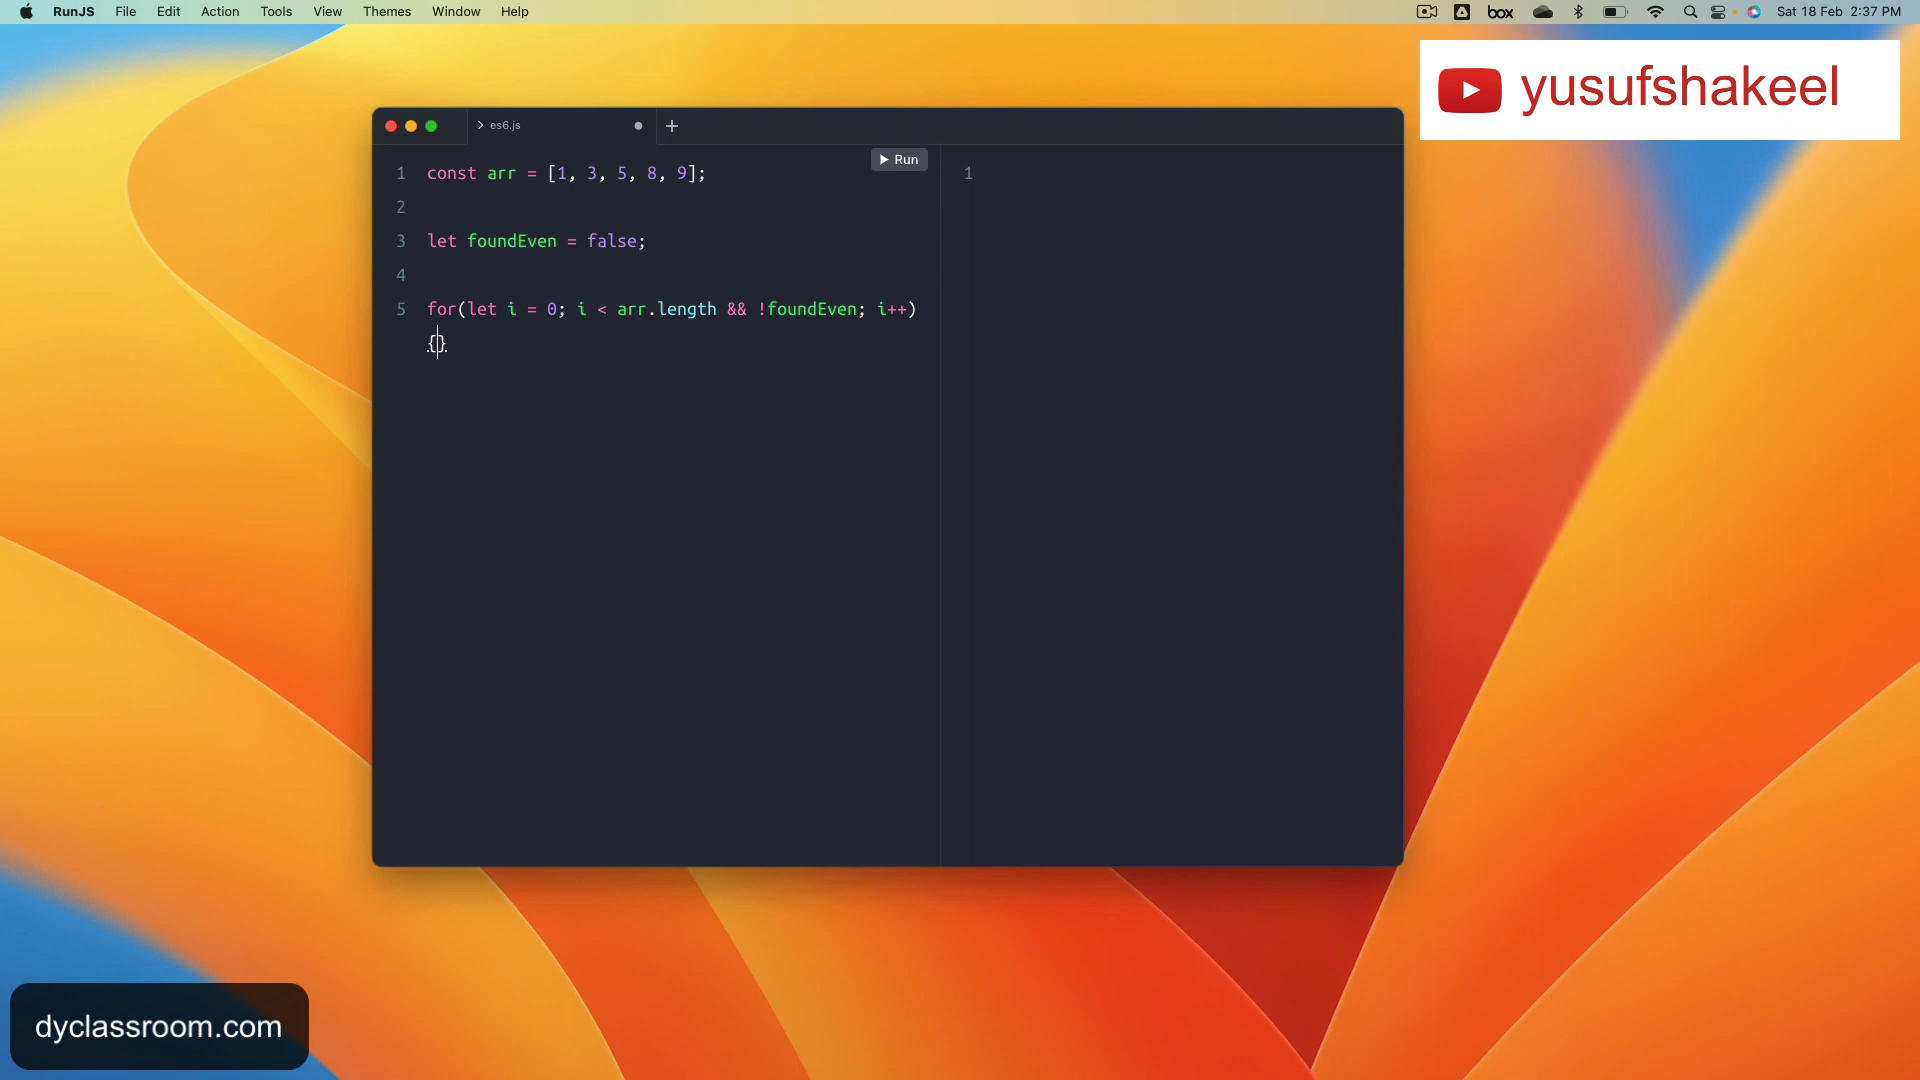 RunJS File Edit Action Tools View Themes Window Help
box Sat 18 Feb 2:37 PM
yusufshakeel
es6.js
Run
1 const arr = [1, 3, 5, 8, 9];
2
3 let foundEven = false;
4
5 for(let i = 0; i < arr.length && !foundEven; i++)
{}
1
dyclassroom.com